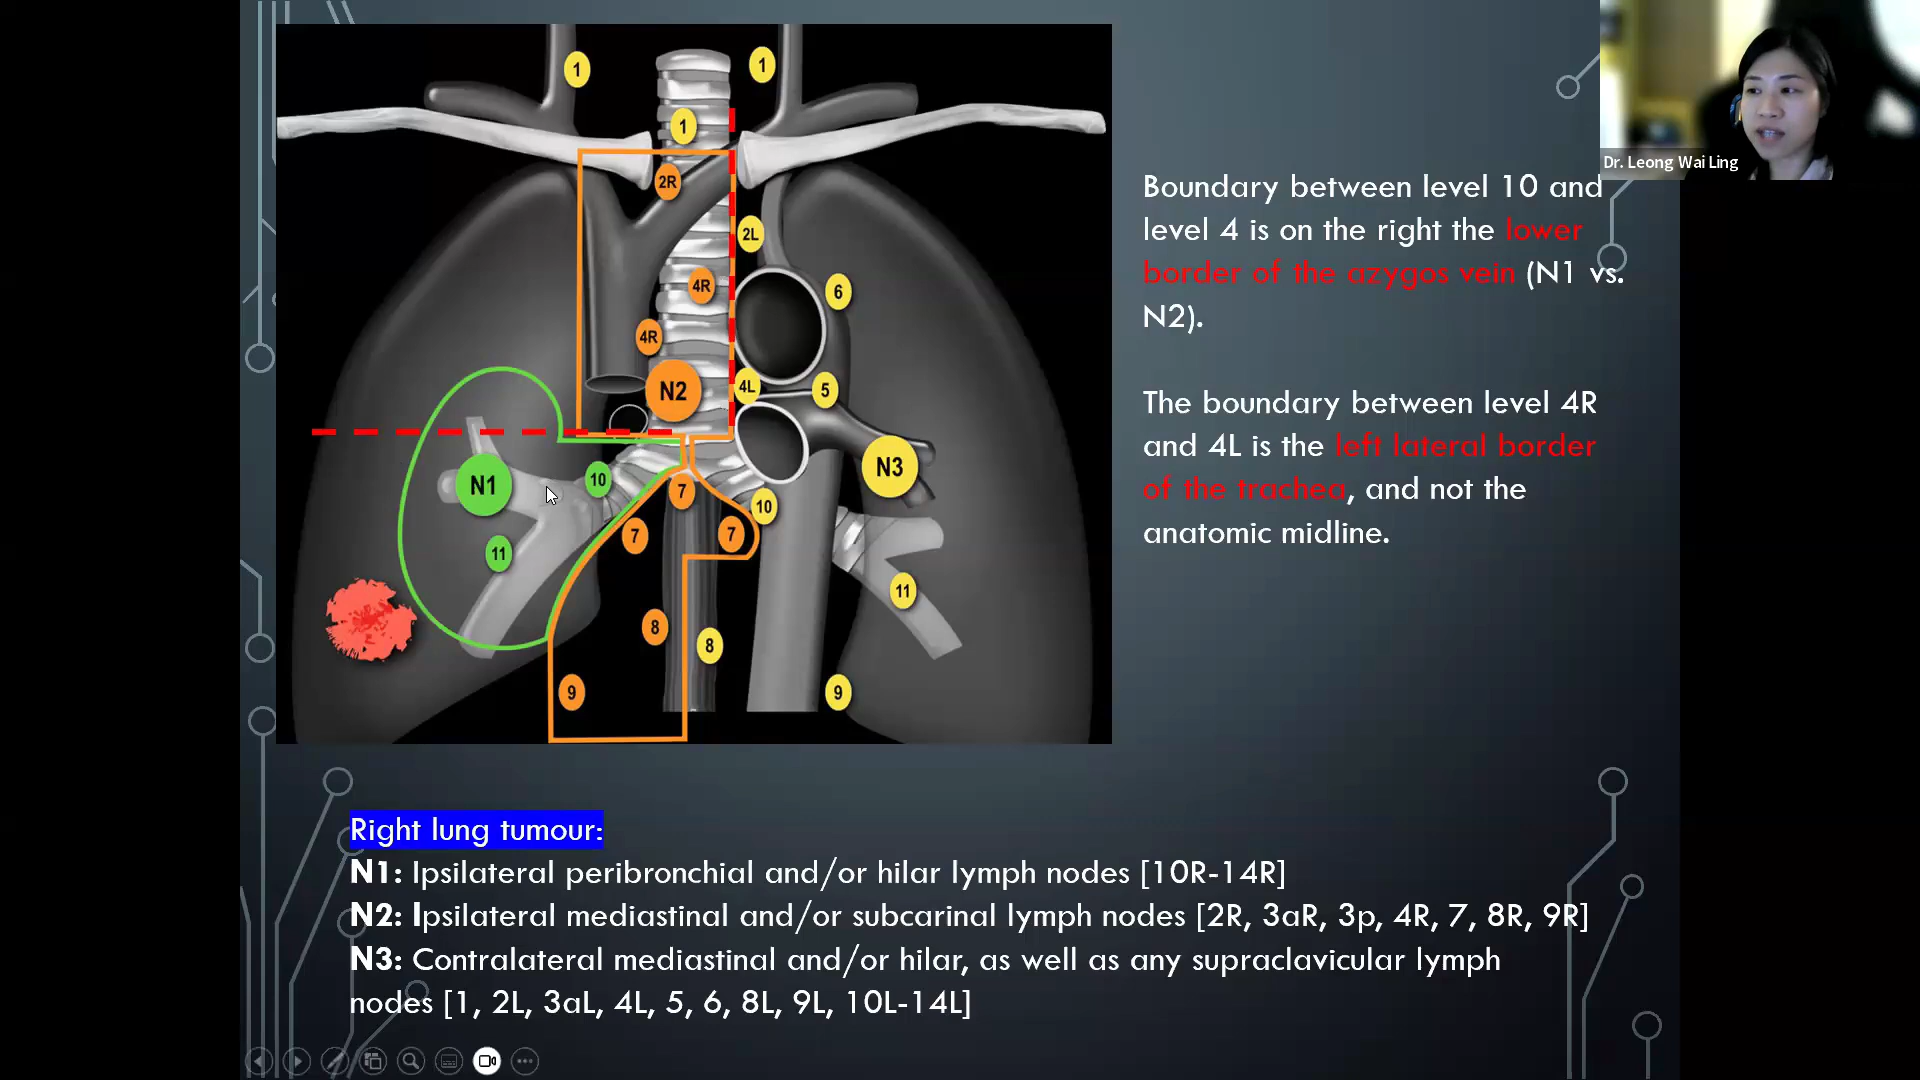 1
1
1
2R
2L
4R
6
4R
N2
4L
5
N3
N1
10
7
10
11
7
7
11
8
8
9
9
Dr. Leong Wai Ling
Boundary between level 10 and
level 4 is on the right the lower
border of the azygos vein (N1 vs.
N2).
The boundary between level 4R
and 4L is the left lateral border
of the trachea, and not the
anatomic midline.
Right lung tumour:
N1: Ipsilateral peribronchial and/or hilar lymph nodes [10R-14R]
N2: Ipsilateral mediastinal and/or subcarinal lymph nodes [2R, 3aR, 3p, 4R, 7, 8R, 9R]
N3: Contralateral mediastinal and/or hilar, as well as any supraclavicular lymph
nodes [1, 2L, 3aL, 4L, 5, 6, 8L, 9L, 10L-14L]